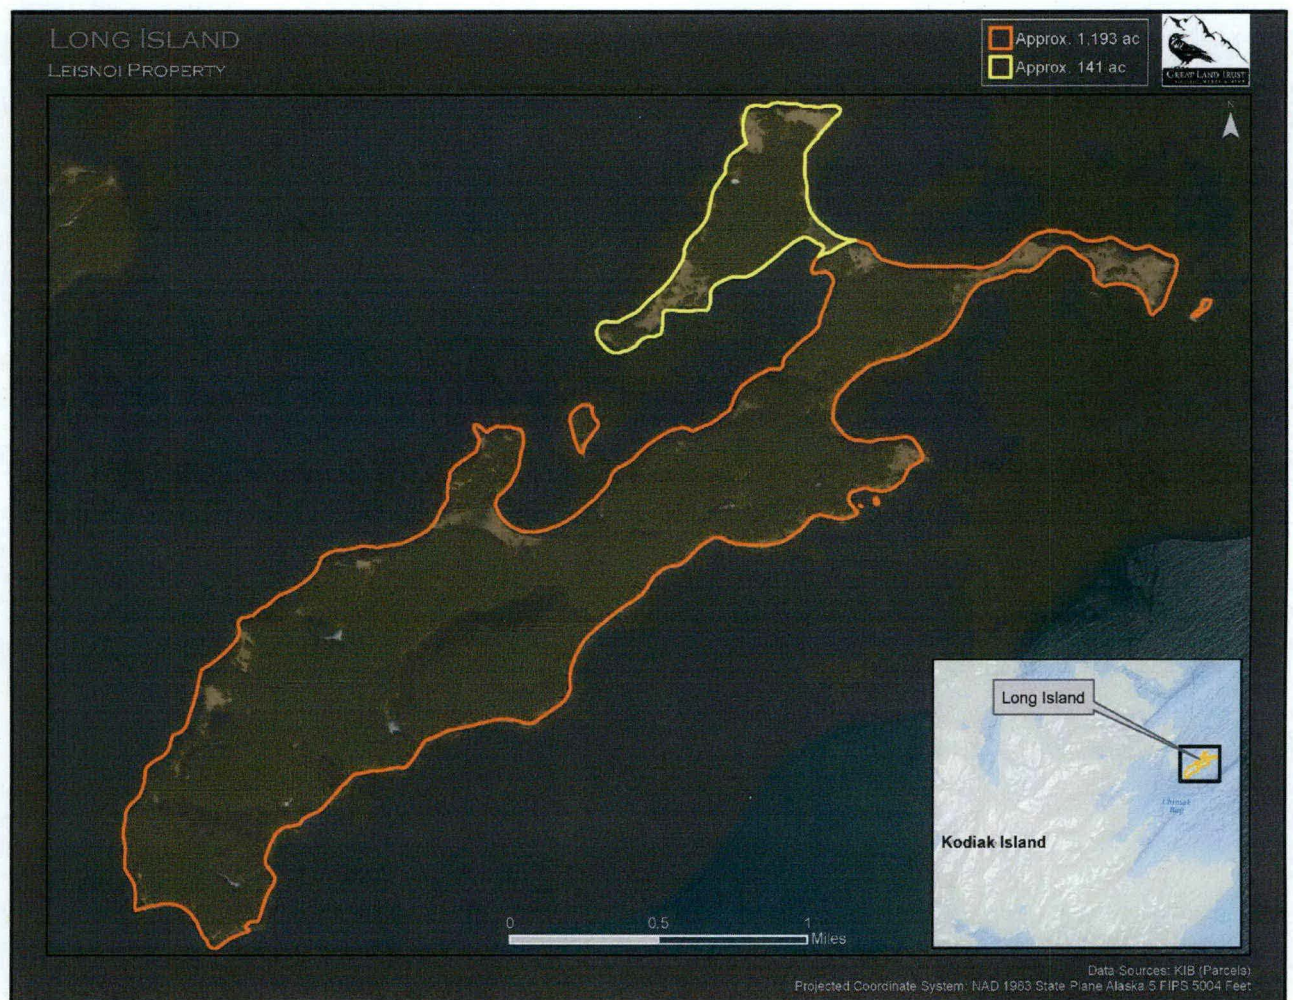 LONG ISLAND
LEISNOI PROPERTY
Approx. 1,193 ac
Approx. 141 ac
GREAT LAND TRUST
N
Long Island
Chiniak
Bay
Kodiak Island
0
0.5
1
Miles
Data Sources: KIB (Parcels)
Projected Coordinate System: NAD 1983 State Plane Alaska 5 FIPS 5004 Feet